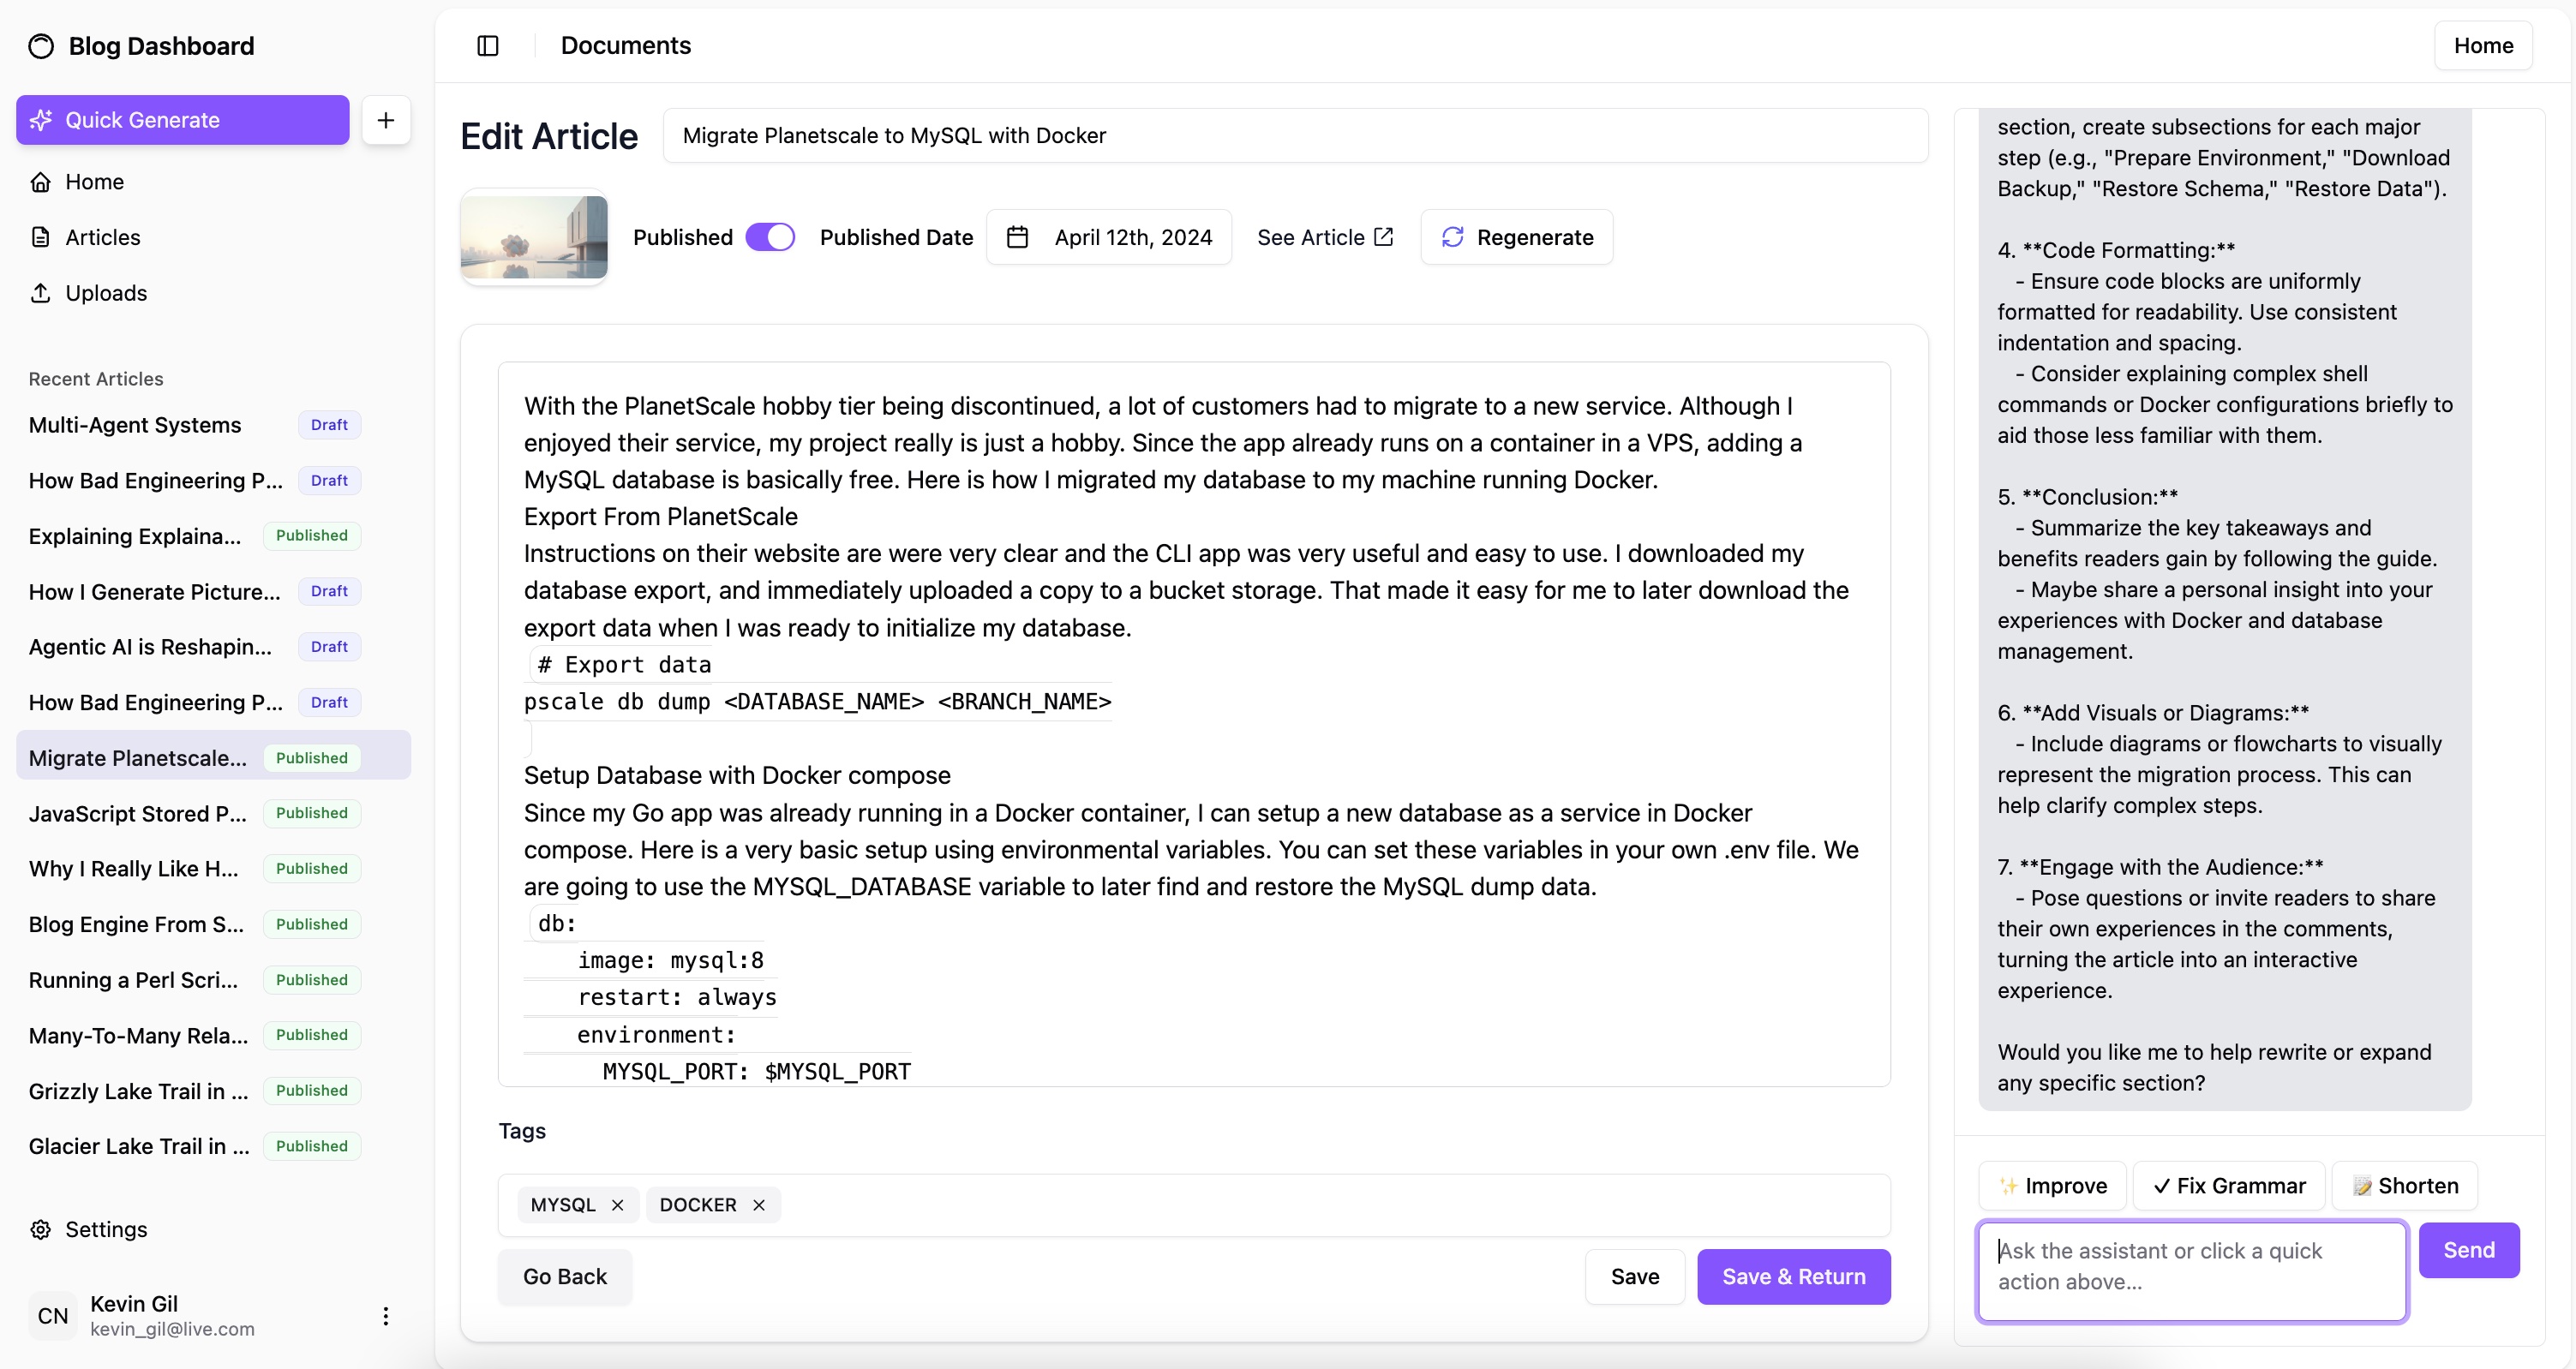 Blog Dashboard
Quick Generate
+
Home
Articles
Uploads
Recent Articles
Multi-Agent Systems Draft
How Bad Engineering P... Draft
Explaining Explaina... Published
How I Generate Picture... Draft
Agentic AI is Reshapin... Draft
How Bad Engineering P... Draft
Migrate Planetscale... Published
JavaScript Stored P... Published
Why I Really Like H... Published
Blog Engine From S... Published
Running a Perl Scri... Published
Many-To-Many Rela... Published
Grizzly Lake Trail in ... Published
Glacier Lake Trail in ... Published
Settings
CN
Kevin Gil
kevin_gil@live.com
Documents
Home
Edit Article
Migrate Planetscale to MySQL with Docker
Published
Published Date
April 12th, 2024
See Article
Regenerate
With the PlanetScale hobby tier being discontinued, a lot of customers had to migrate to a new service. Although I
enjoyed their service, my project really is just a hobby. Since the app already runs on a container in a VPS, adding a
MySQL database is basically free. Here is how I migrated my database to my machine running Docker.
Export From PlanetScale
Instructions on their website are were very clear and the CLI app was very useful and easy to use. I downloaded my
database export, and immediately uploaded a copy to a bucket storage. That made it easy for me to later download the
export data when I was ready to initialize my database.
# Export data
pscale db dump <DATABASE_NAME> <BRANCH_NAME>
Setup Database with Docker compose
Since my Go app was already running in a Docker container, I can setup a new database as a service in Docker
compose. Here is a very basic setup using environmental variables. You can set these variables in your own .env file. We
are going to use the MYSQL_DATABASE variable to later find and restore the MySQL dump data.
db:
image: mysql:8
restart: always
environment:
MYSQL_PORT: $MYSQL_PORT
Tags
MYSQL ×
DOCKER ×
Go Back
Save
Save & Return
section, create subsections for each major
step (e.g., "Prepare Environment," "Download
Backup," "Restore Schema," "Restore Data").
4. **Code Formatting:**
- Ensure code blocks are uniformly
formatted for readability. Use consistent
indentation and spacing.
- Consider explaining complex shell
commands or Docker configurations briefly to
aid those less familiar with them.
5. **Conclusion:**
- Summarize the key takeaways and
benefits readers gain by following the guide.
- Maybe share a personal insight into your
experiences with Docker and database
management.
6. **Add Visuals or Diagrams:**
- Include diagrams or flowcharts to visually
represent the migration process. This can
help clarify complex steps.
7. **Engage with the Audience:**
- Pose questions or invite readers to share
their own experiences in the comments,
turning the article into an interactive
experience.
Would you like me to help rewrite or expand
any specific section?
✨ Improve
✓ Fix Grammar
📝 Shorten
Ask the assistant or click a quick
action above...
Send